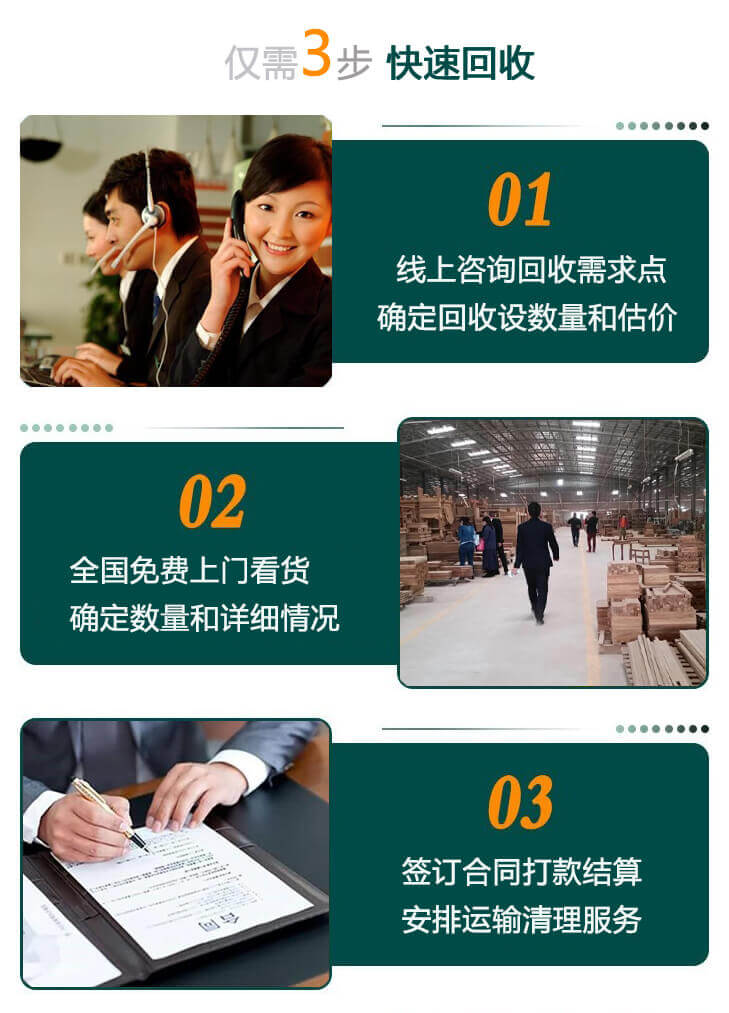 仅需3步 快速回收
01
线上咨询回收需求点
确定回收设数量和估价
02
全国免费上门看货
确定数量和详细情况
03
签订合同打款结算
安排运输清理服务
合同